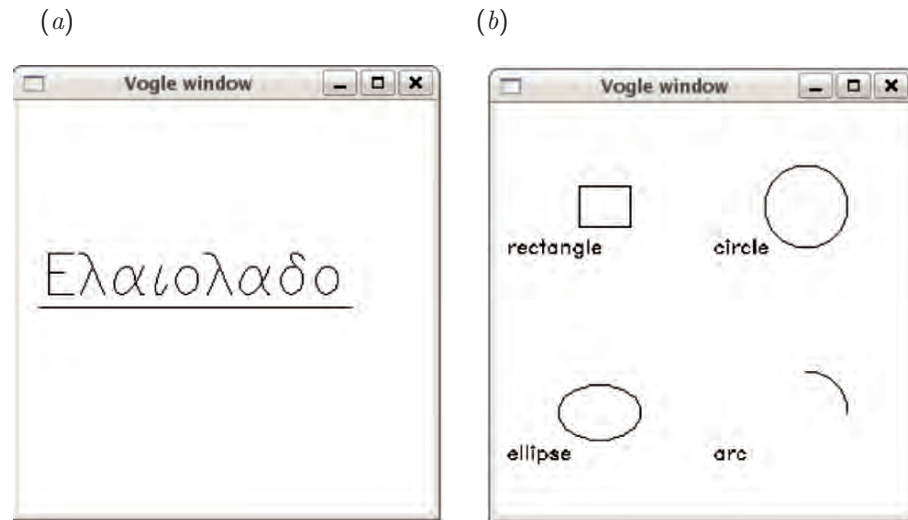 (a) (b)
Vogle window Vogle window
Ελαιολαδο
rectangle circle
ellipse arc